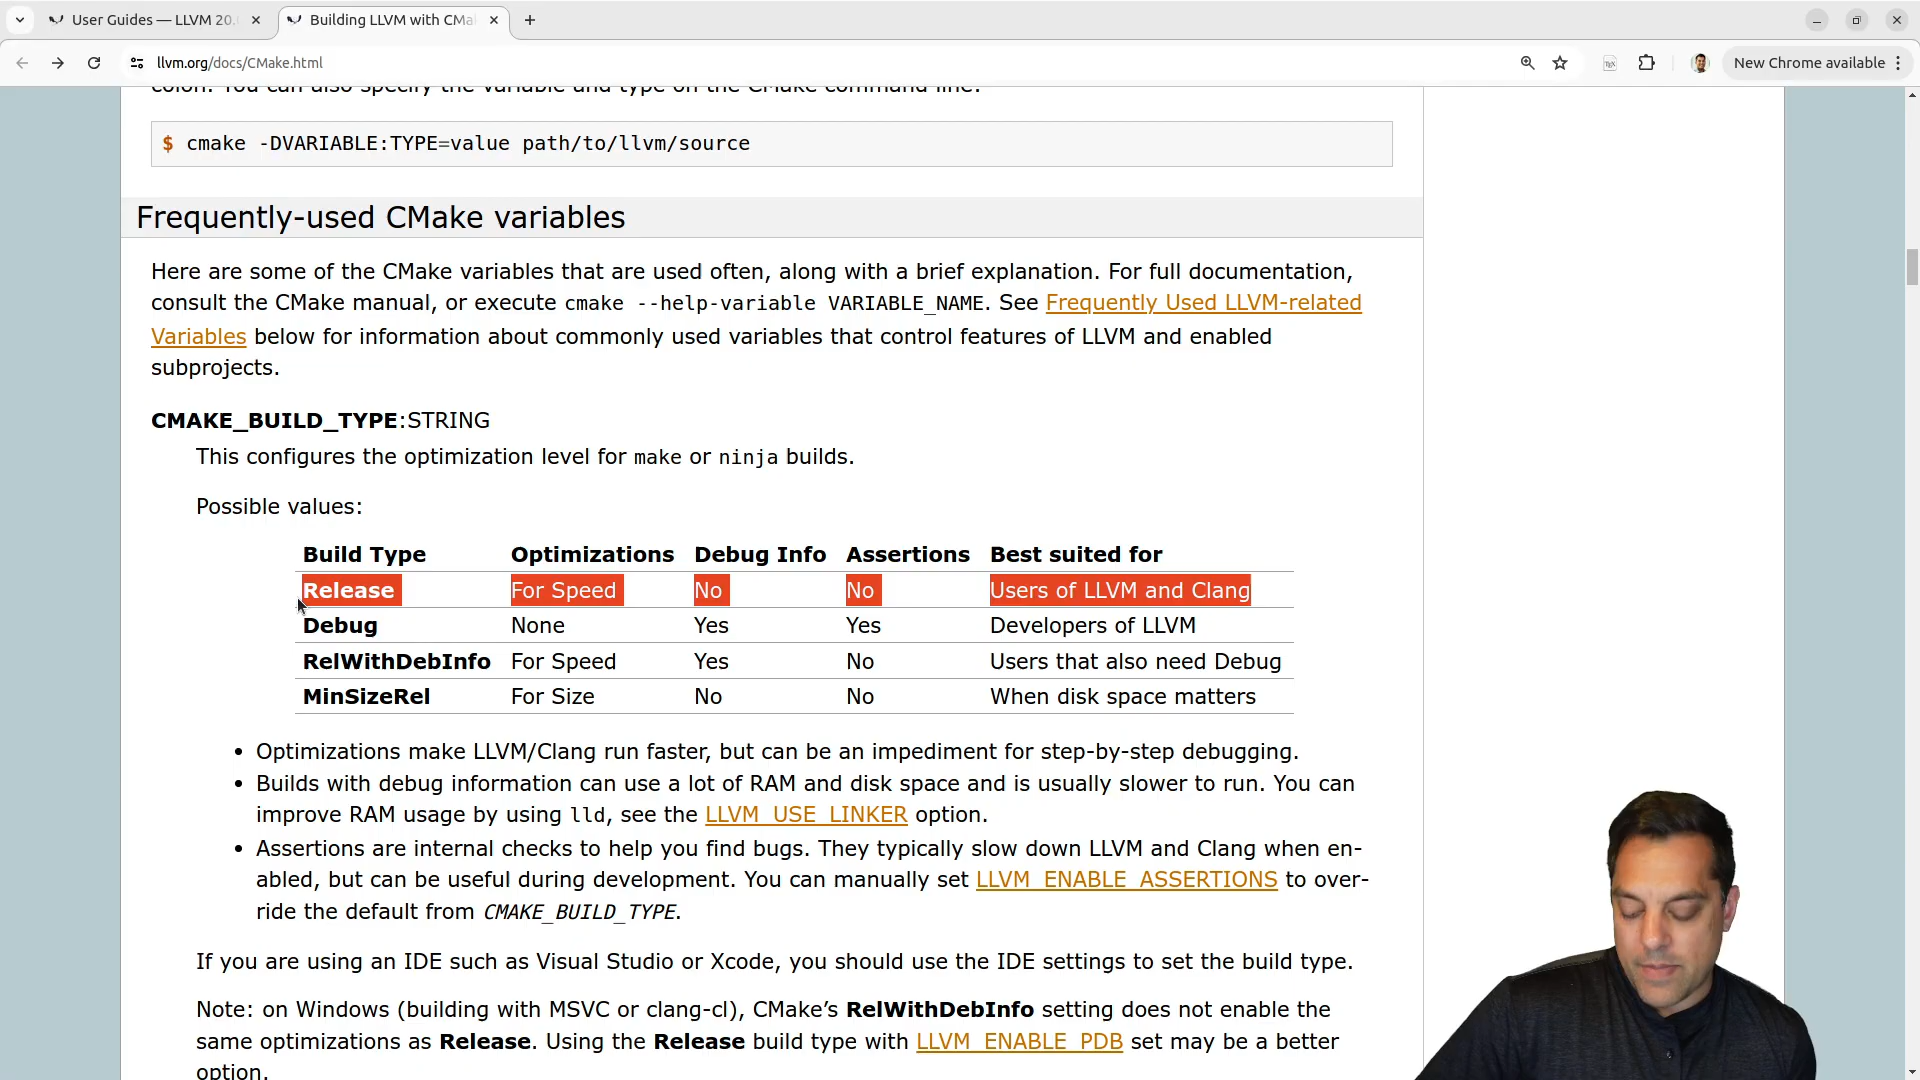 User Guides — LLVM 20.
Building LLVM with CMa
llvm.org/docs/CMake.html
New Chrome available
colon. You can also specify the variable and type on the CMake command line:
$ cmake -DVARIABLE:TYPE=value path/to/llvm/source
Frequently-used CMake variables
Here are some of the CMake variables that are used often, along with a brief explanation. For full documentation,
consult the CMake manual, or execute cmake --help-variable VARIABLE_NAME. See Frequently Used LLVM-related
Variables below for information about commonly used variables that control features of LLVM and enabled
subprojects.
CMAKE_BUILD_TYPE:STRING
This configures the optimization level for make or ninja builds.
Possible values:
Build Type Optimizations Debug Info Assertions Best suited for
Release For Speed No No Users of LLVM and Clang
Debug None Yes Yes Developers of LLVM
RelWithDebInfo For Speed Yes No Users that also need Debug
MinSizeRel For Size No No When disk space matters
• Optimizations make LLVM/Clang run faster, but can be an impediment for step-by-step debugging.
• Builds with debug information can use a lot of RAM and disk space and is usually slower to run. You can
improve RAM usage by using lld, see the LLVM_USE_LINKER option.
• Assertions are internal checks to help you find bugs. They typically slow down LLVM and Clang when en-
abled, but can be useful during development. You can manually set LLVM_ENABLE_ASSERTIONS to over-
ride the default from CMAKE_BUILD_TYPE.
If you are using an IDE such as Visual Studio or Xcode, you should use the IDE settings to set the build type.
Note: on Windows (building with MSVC or clang-cl), CMake’s RelWithDebInfo setting does not enable the
same optimizations as Release. Using the Release build type with LLVM_ENABLE_PDB set may be a better
option.